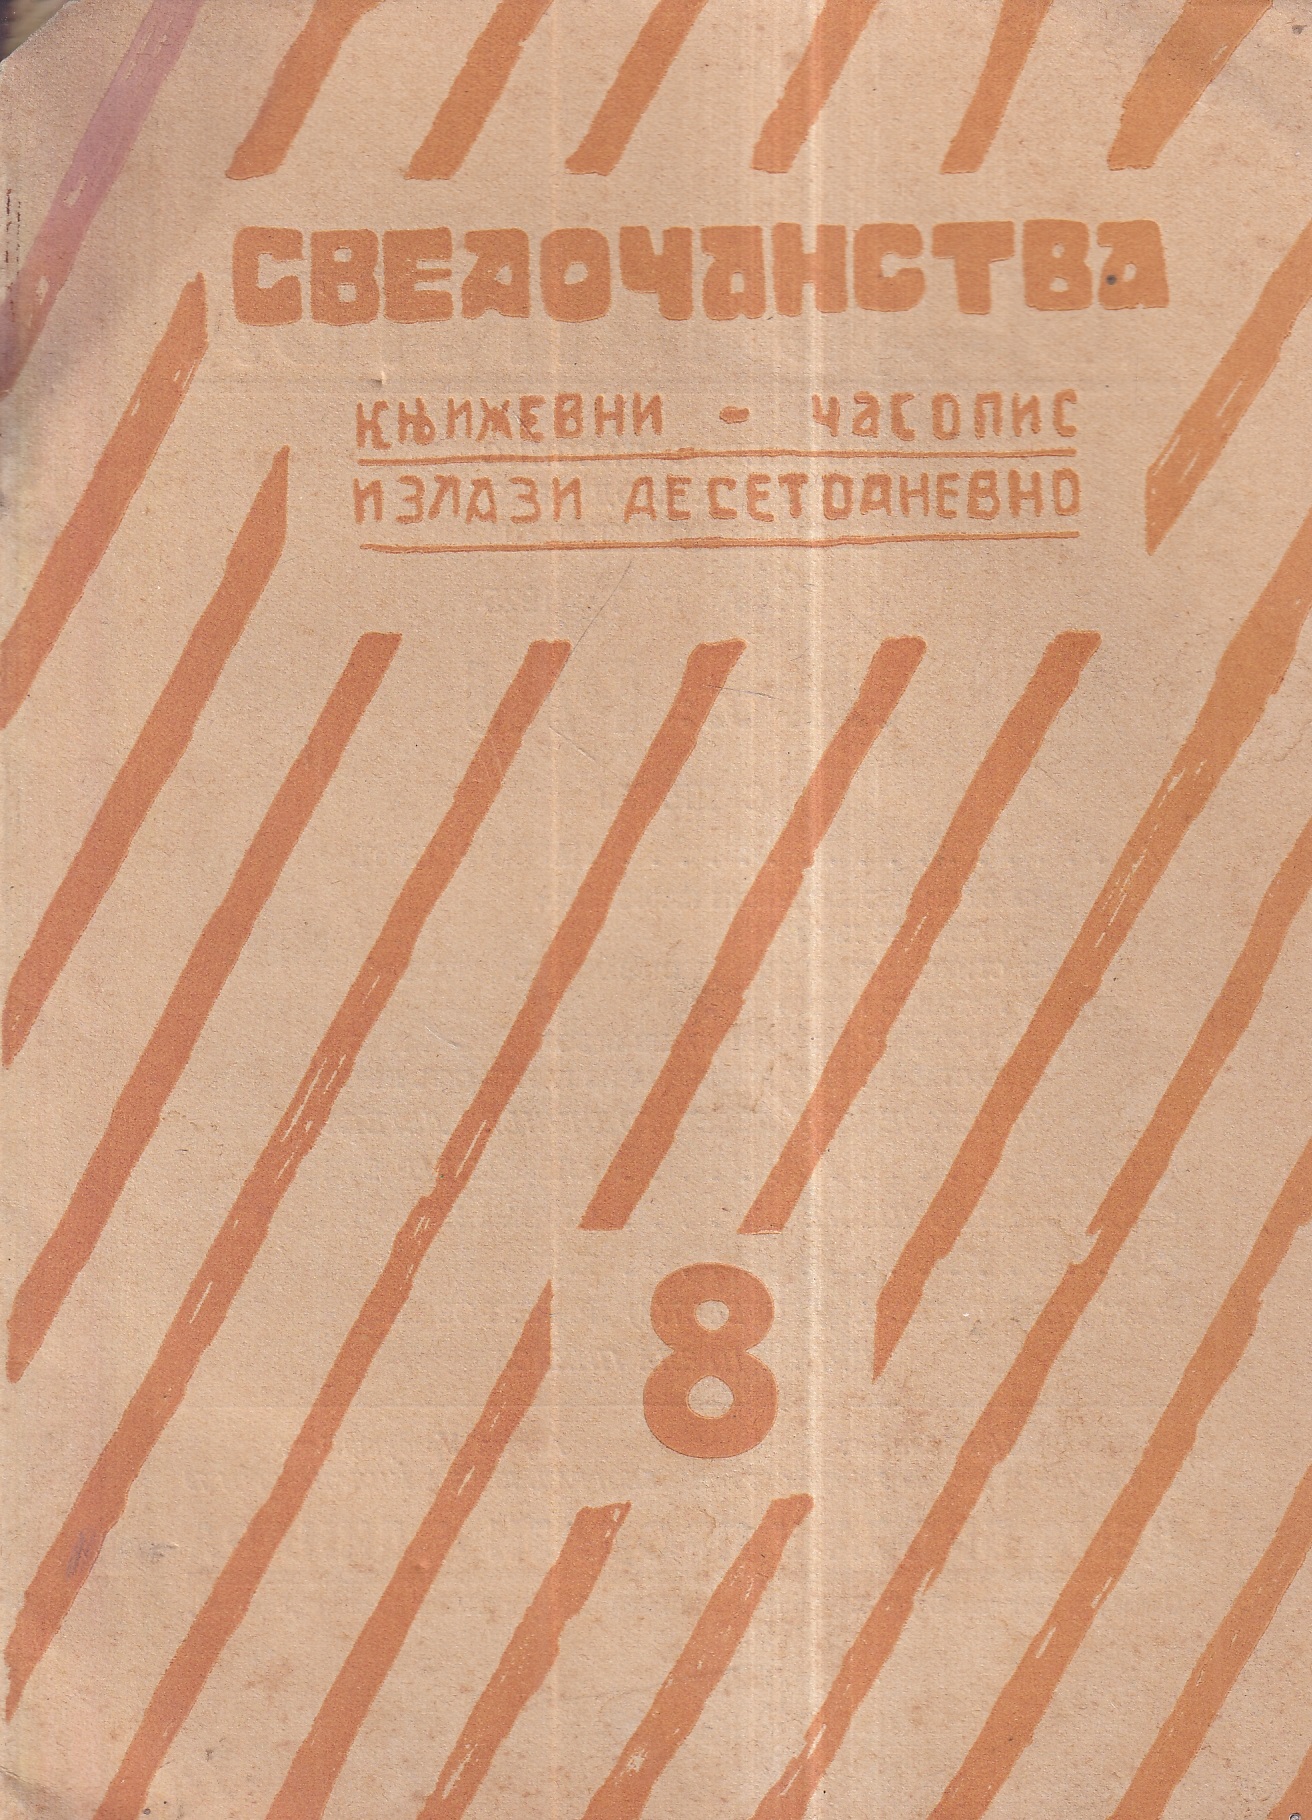 СВЕДОЧАНСТВА
КЊИЖЕВНИ - ЧАСОПИС
ИЗЛАЗИ ДЕСЕТОДНЕВНО
8